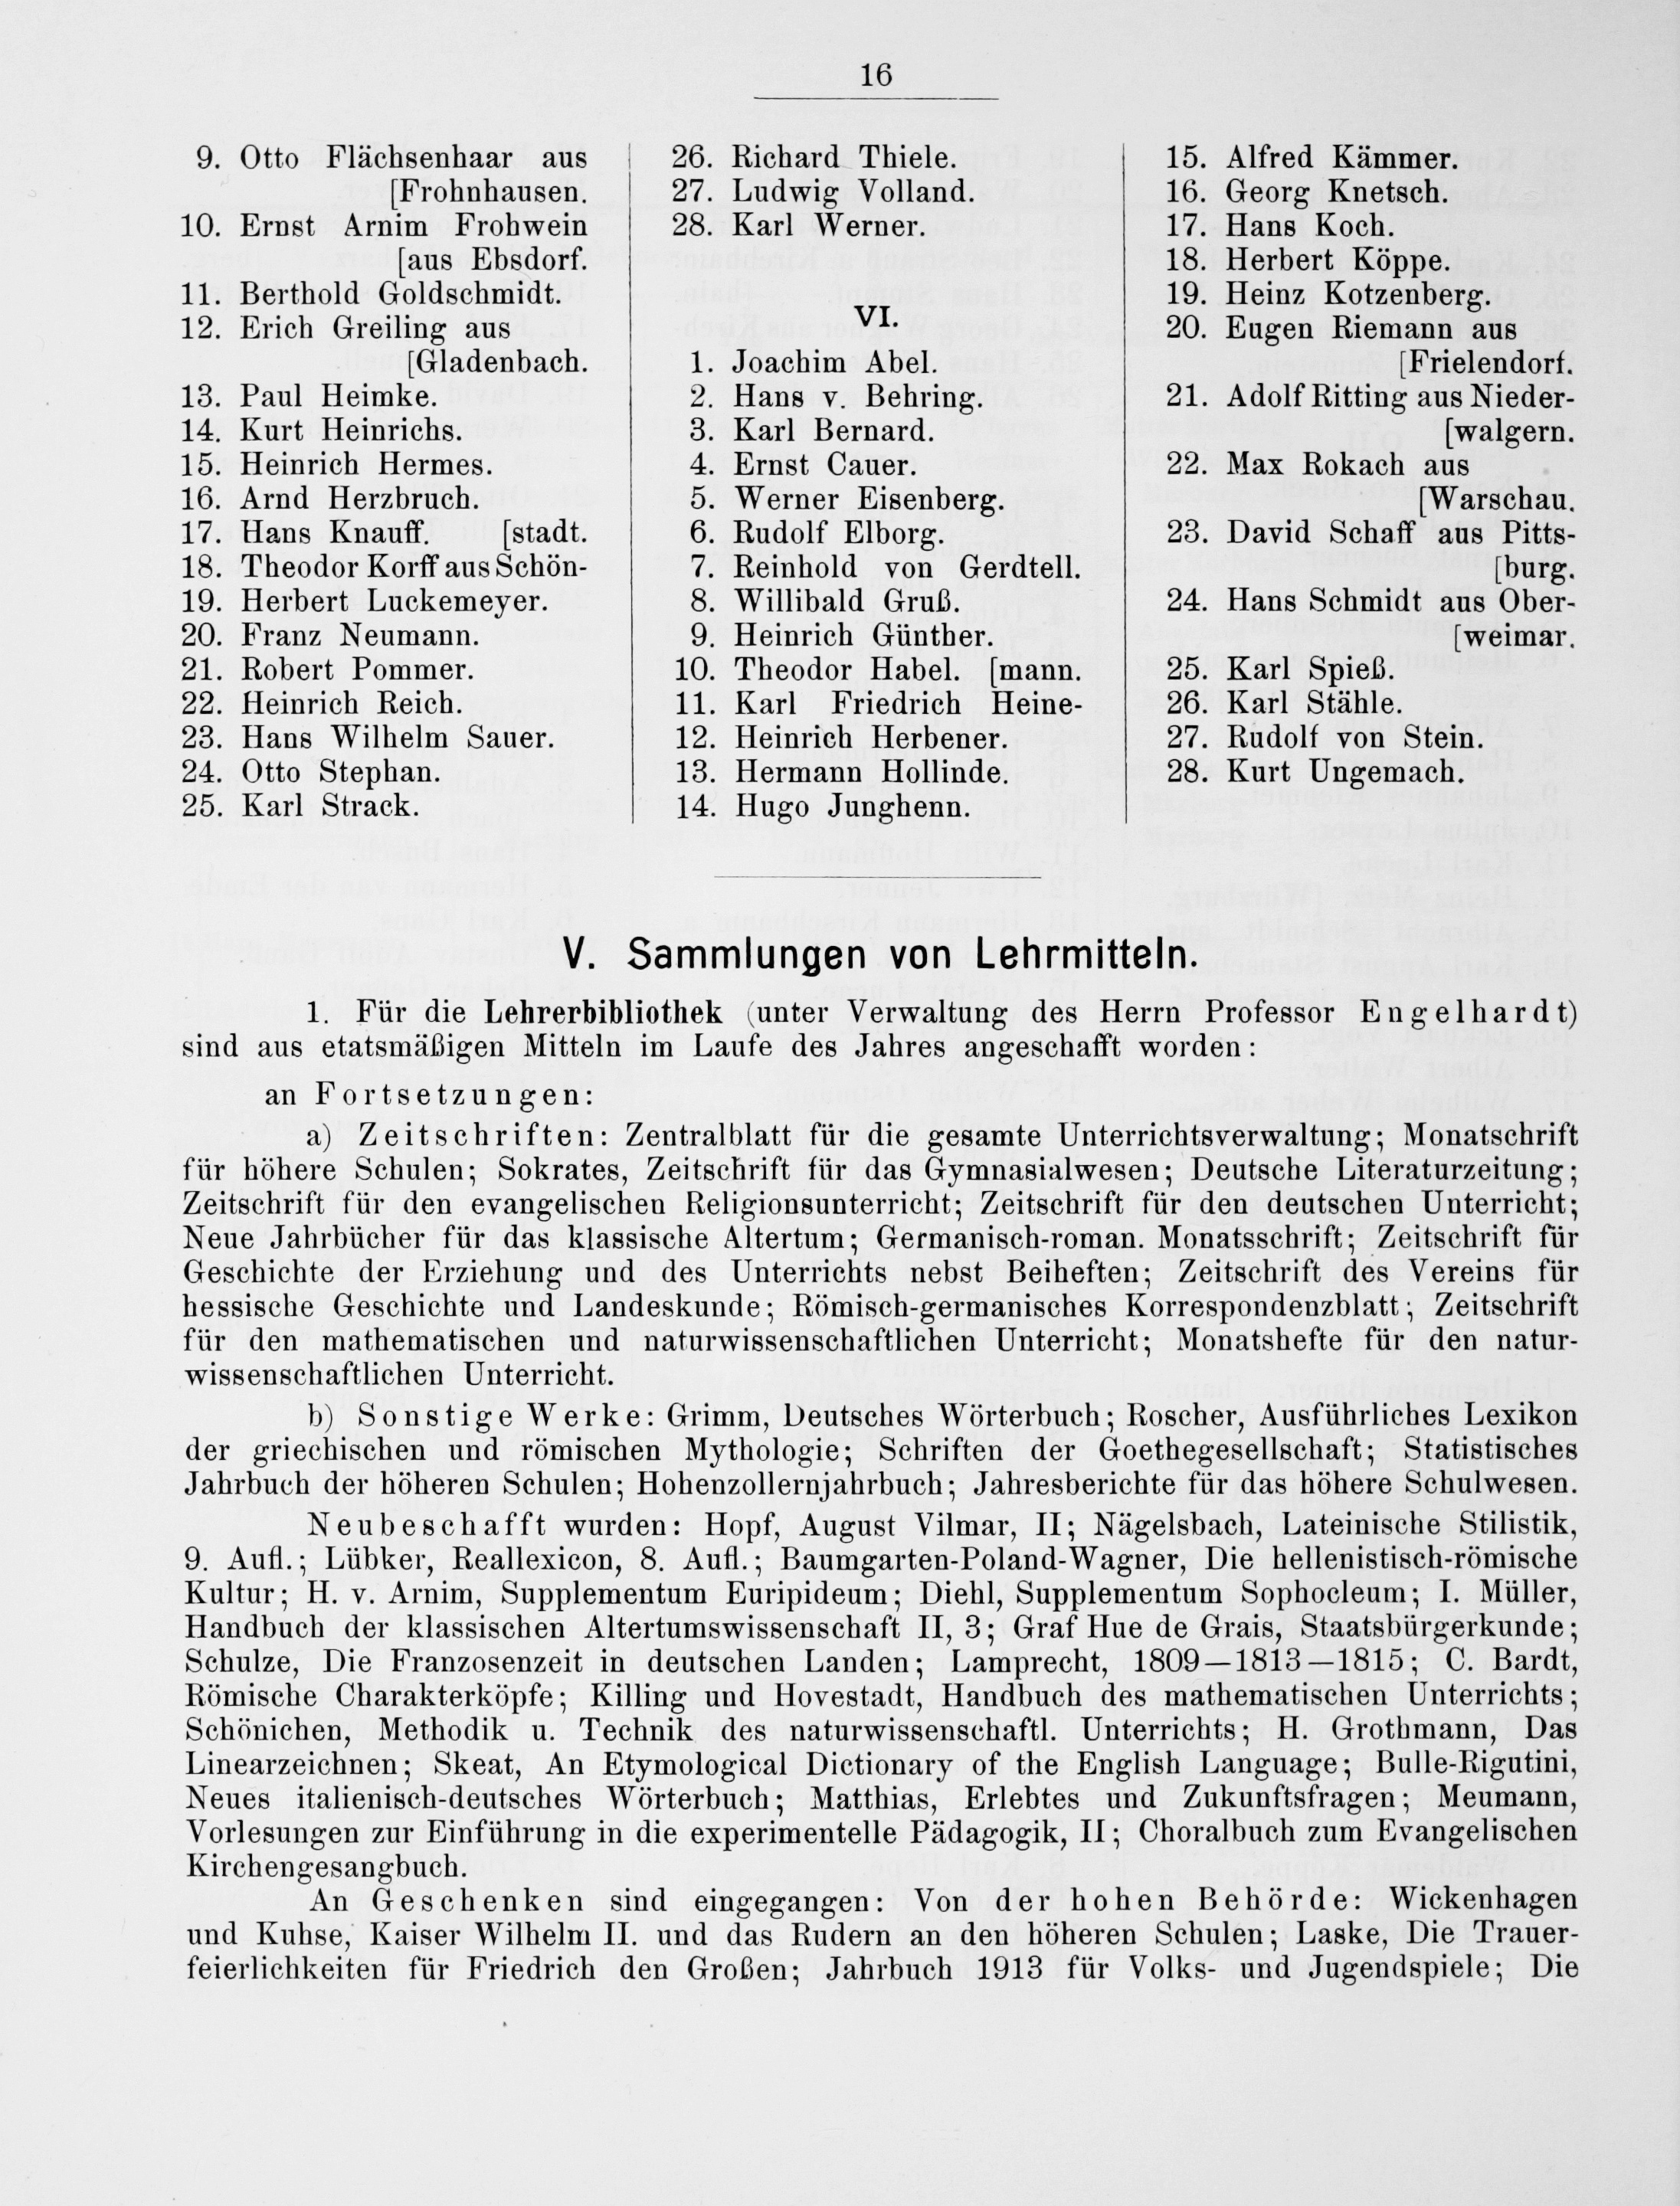 16
9. Otto Flächsenhaar aus
[Frohnhausen.
10. Ernst Arnim Frohwein
[aus Ebsdorf.
11. Berthold Goldschmidt.
12. Erich Greiling aus
[Gladenbach.
13. Paul Heimke.
14. Kurt Heinrichs.
15. Heinrich Hermes.
16. Arnd Herzbruch.
17. Hans Knauff. [stadt.
18. Theodor Korff aus Schön-
19. Herbert Luckemeyer.
20. Franz Neumann.
21. Robert Pommer.
22. Heinrich Reich.
23. Hans Wilhelm Sauer.
24. Otto Stephan.
25. Karl Strack.
26. Richard Thiele.
27. Ludwig Volland.
28. Karl Werner.
VI.
1. Joachim Abel.
2. Hans v. Behring.
3. Karl Bernard.
4. Ernst Cauer.
5. Werner Eisenberg.
6. Rudolf Elborg.
7. Reinhold von Gerdtell.
8. Willibald Gruß.
9. Heinrich Günther.
10. Theodor Habel. [mann.
11. Karl Friedrich Heine-
12. Heinrich Herbener.
13. Hermann Hollinde.
14. Hugo Junghenn.
15. Alfred Kämmer.
16. Georg Knetsch.
17. Hans Koch.
18. Herbert Köppe.
19. Heinz Kotzenberg.
20. Eugen Riemann aus
[Frielendorf.
21. Adolf Ritting aus Nieder-
[walgern.
22. Max Rokach aus
[Warschau.
23. David Schaff aus Pitts-
[burg.
24. Hans Schmidt aus Ober-
[weimar.
25. Karl Spieß.
26. Karl Stähle.
27. Rudolf von Stein.
28. Kurt Ungemach.
V. Sammlungen von Lehrmitteln.
1. Für die Lehrerbibliothek (unter Verwaltung des Herrn Professor Engelhardt)
sind aus etatsmäßigen Mitteln im Laufe des Jahres angeschafft worden:
an Fortsetzungen:
a) Zeitschriften: Zentralblatt für die gesamte Unterrichtsverwaltung; Monatschrift
für höhere Schulen; Sokrates, Zeitschrift für das Gymnasialwesen; Deutsche Literaturzeitung;
Zeitschrift für den evangelischen Religionsunterricht; Zeitschrift für den deutschen Unterricht;
Neue Jahrbücher für das klassische Altertum; Germanisch-roman. Monatsschrift; Zeitschrift für
Geschichte der Erziehung und des Unterrichts nebst Beiheften; Zeitschrift des Vereins für
hessische Geschichte und Landeskunde; Römisch-germanisches Korrespondenzblatt; Zeitschrift
für den mathematischen und naturwissenschaftlichen Unterricht; Monatshefte für den natur-
wissenschaftlichen Unterricht.
b) Sonstige Werke: Grimm, Deutsches Wörterbuch; Roscher, Ausführliches Lexikon
der griechischen und römischen Mythologie; Schriften der Goethegesellschaft; Statistisches
Jahrbuch der höheren Schulen; Hohenzollernjahrbuch; Jahresberichte für das höhere Schulwesen.
Neubeschafft wurden: Hopf, August Vilmar, II; Nägelsbach, Lateinische Stilistik,
9. Aufl.; Lübker, Reallexicon, 8. Aufl.; Baumgarten-Poland-Wagner, Die hellenistisch-römische
Kultur; H. v. Arnim, Supplementum Euripideum; Diehl, Supplementum Sophocleum; I. Müller,
Handbuch der klassischen Altertumswissenschaft II, 3; Graf Hue de Grais, Staatsbürgerkunde;
Schulze, Die Franzosenzeit in deutschen Landen; Lamprecht, 1809—1813—1815; C. Bardt,
Römische Charakterköpfe; Killing und Hovestadt, Handbuch des mathematischen Unterrichts;
Schönichen, Methodik u. Technik des naturwissenschaftl. Unterrichts; H. Grothmann, Das
Linearzeichnen; Skeat, An Etymological Dictionary of the English Language; Bulle-Rigutini,
Neues italienisch-deutsches Wörterbuch; Matthias, Erlebtes und Zukunftsfragen; Meumann,
Vorlesungen zur Einführung in die experimentelle Pädagogik, II; Choralbuch zum Evangelischen
Kirchengesangbuch.
An Geschenken sind eingegangen: Von der hohen Behörde: Wickenhagen
und Kuhse, Kaiser Wilhelm II. und das Rudern an den höheren Schulen; Laske, Die Trauer-
feierlichkeiten für Friedrich den Großen; Jahrbuch 1913 für Volks- und Jugendspiele; Die